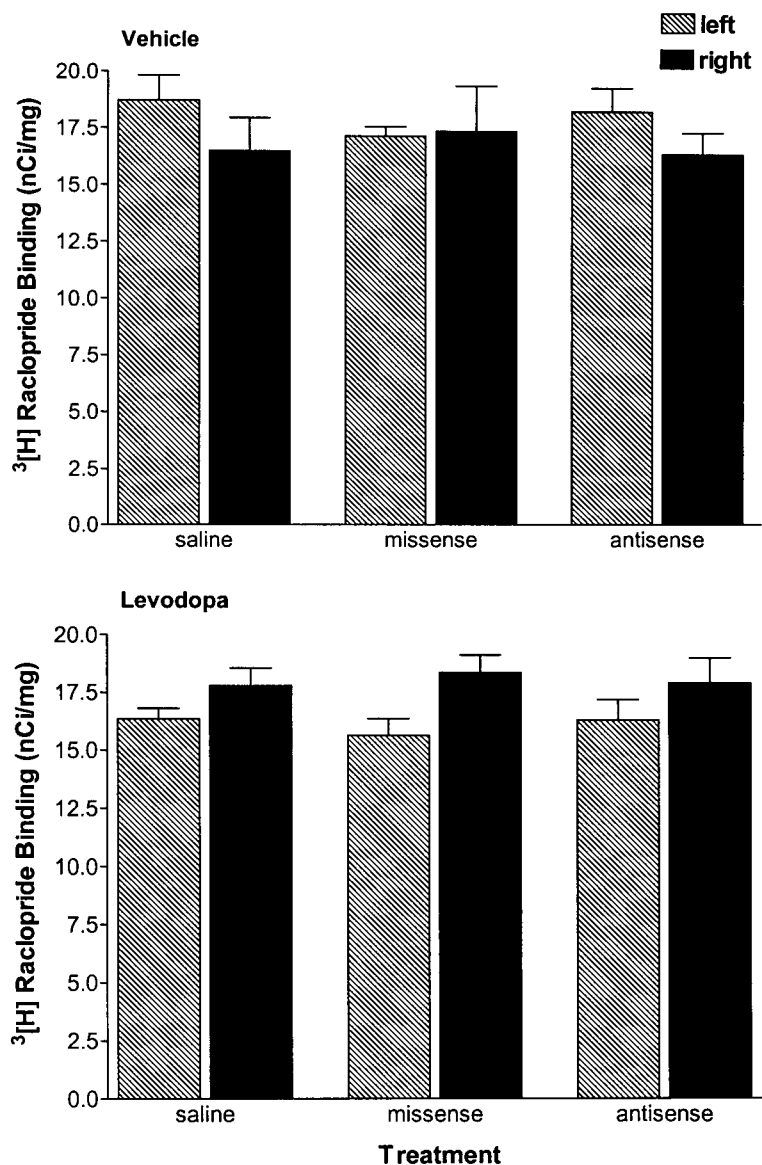 Vehicle
left
right
³[H] Raclopride Binding (nCI/mg)
20.0
17.5
15.0
12.5
10.0
7.5
5.0
2.5
0.0
saline
missense
antisense
Levodopa
³[H] Raclopride Binding (nCi/mg)
20.0
17.5
15.0
12.5
10.0
7.5
5.0
2.5
0.0
saline
missense
antisense
Treatment